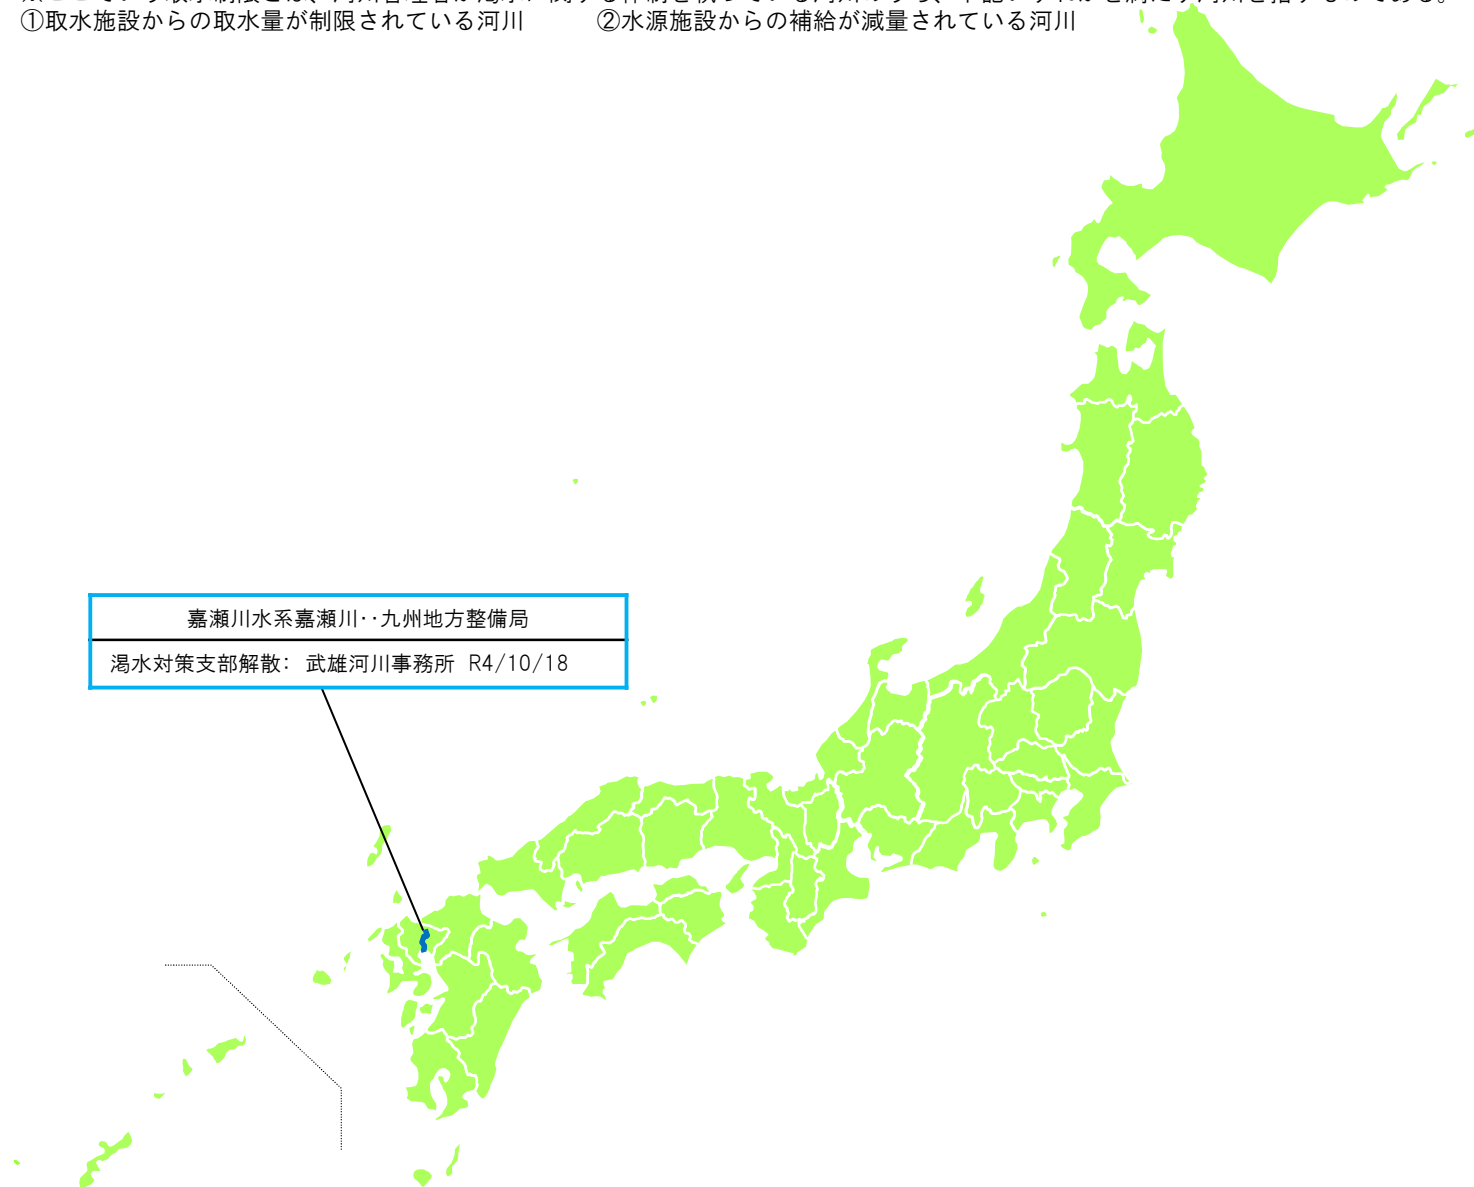 ①取水施設からの取水量が制限されている河川　　　②水源施設からの補給が減量されている河川
嘉瀬川水系嘉瀬川‥九州地方整備局
渇水対策支部解散： 武雄河川事務所 R4/10/18